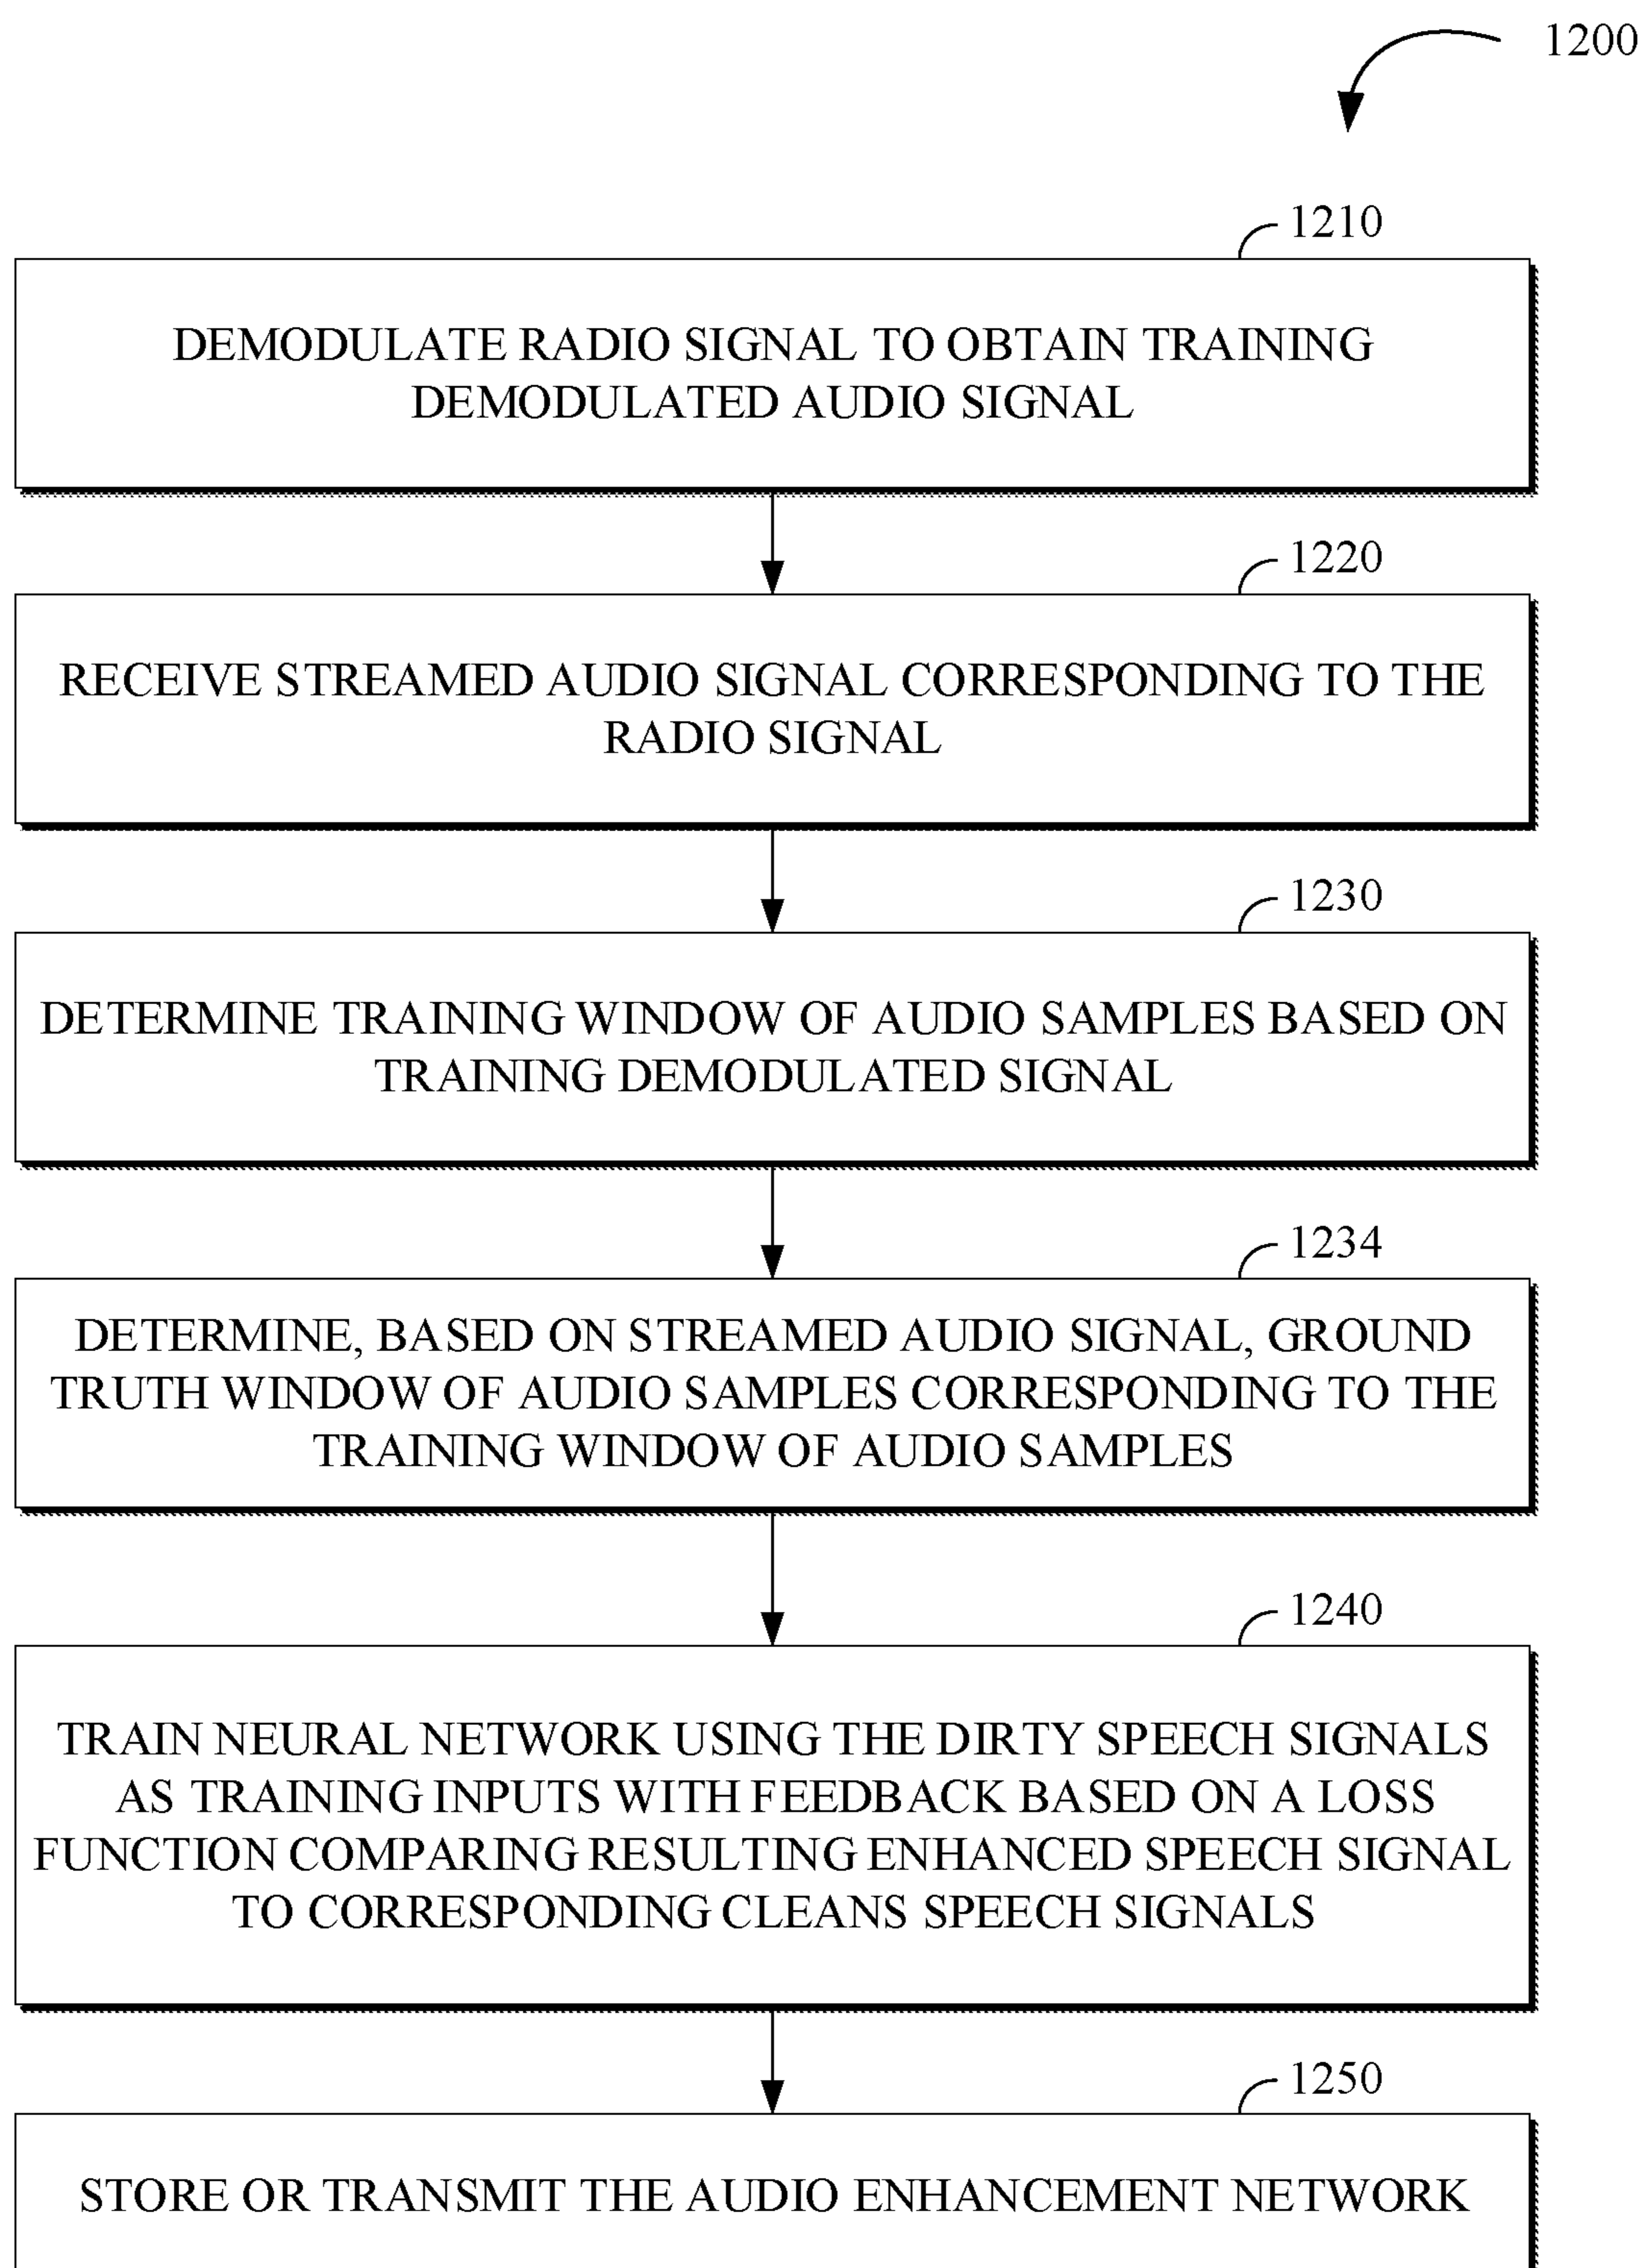 1200
1210
DEMODULATE RADIO SIGNAL TO OBTAIN TRAINING
DEMODULATED AUDIO SIGNAL
1220
RECEIVE STREAMED AUDIO SIGNAL CORRESPONDING TO THE
RADIO SIGNAL
1230
DETERMINE TRAINING WINDOW OF AUDIO SAMPLES BASED ON
TRAINING DEMODULATED SIGNAL
1234
DETERMINE, BASED ON STREAMED AUDIO SIGNAL, GROUND
TRUTH WINDOW OF AUDIO SAMPLES CORRESPONDING TO THE
TRAINING WINDOW OF AUDIO SAMPLES
1240
TRAIN NEURAL NETWORK USING THE DIRTY SPEECH SIGNALS
AS TRAINING INPUTS WITH FEEDBACK BASED ON A LOSS
FUNCTION COMPARING RESULTING ENHANCED SPEECH SIGNAL
TO CORRESPONDING CLEANS SPEECH SIGNALS
1250
STORE OR TRANSMIT THE AUDIO ENHANCEMENT NETWORK